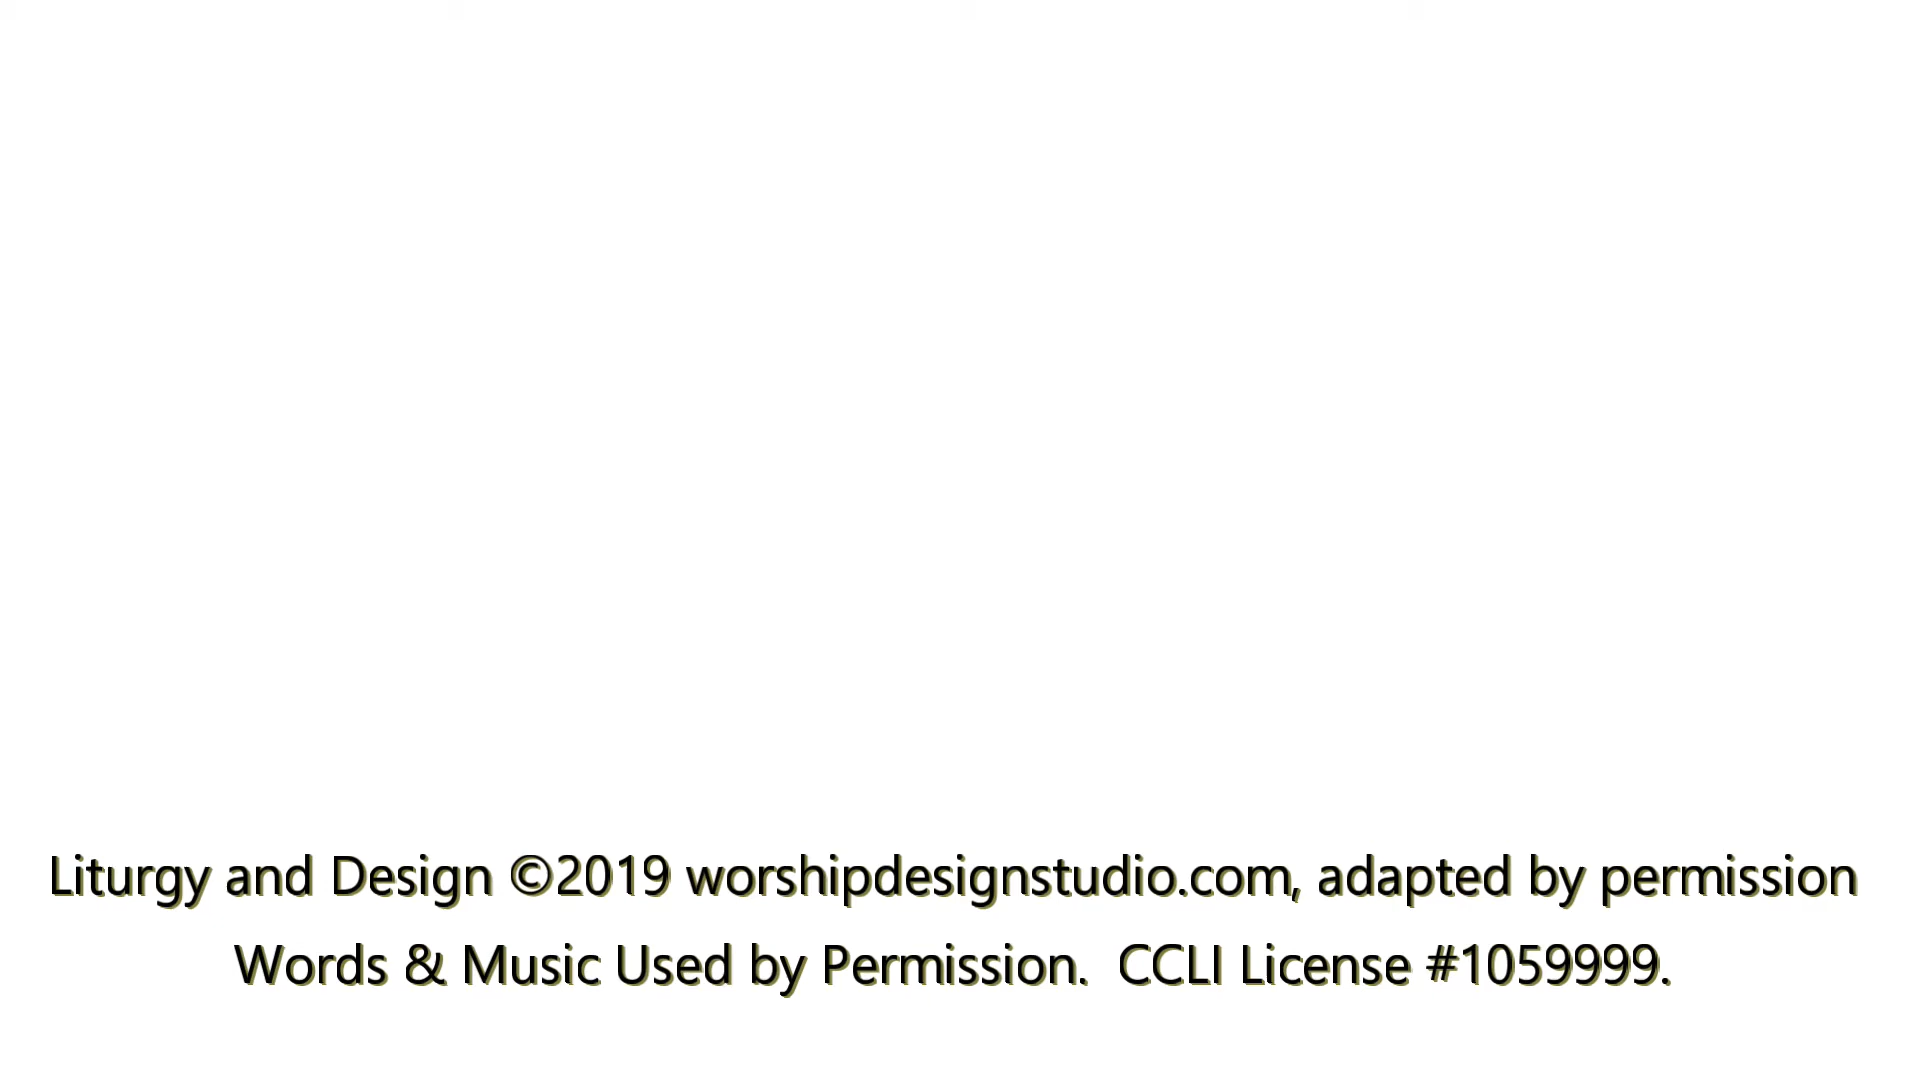 Liturgy and Design ©2019 worshipdesignstudio.com, adapted by permission
Words & Music Used by Permission.  CCLI License #1059999.